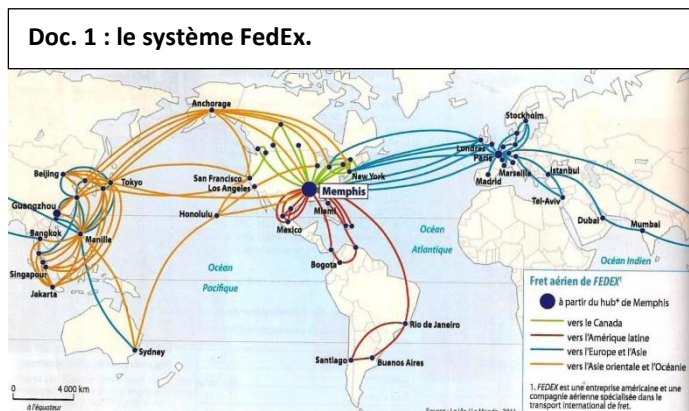 Doc. 1 : le système FedEx.
Anchorage
Stockholm
Londres
Paris
Beijing
Tokyo
San Francisco
Los Angeles
New York
Memphis
Marseille
Madrid
Istanbul
Tel-Aviv
Guangzhou
Honolulu
Miami
Mexico
Dubai
Mumbai
Bangkok
Manille
Océan
Atlantique
Océan Indien
Singapour
Jakarta
Océan
Pacifique
Bogota
Rio de Janeiro
Sydney
Santiago
Buenos Aires
Fret aérien de FEDEX¹
à partir du hub* de Memphis
vers le Canada
vers l'Amérique latine
vers l'Europe et l'Asie
vers l'Asie orientale et l'Océanie
1. FEDEX est une entreprise américaine et une
compagnie aérienne spécialisée dans le
transport international de fret.
0 4 000 km
à l'équateur